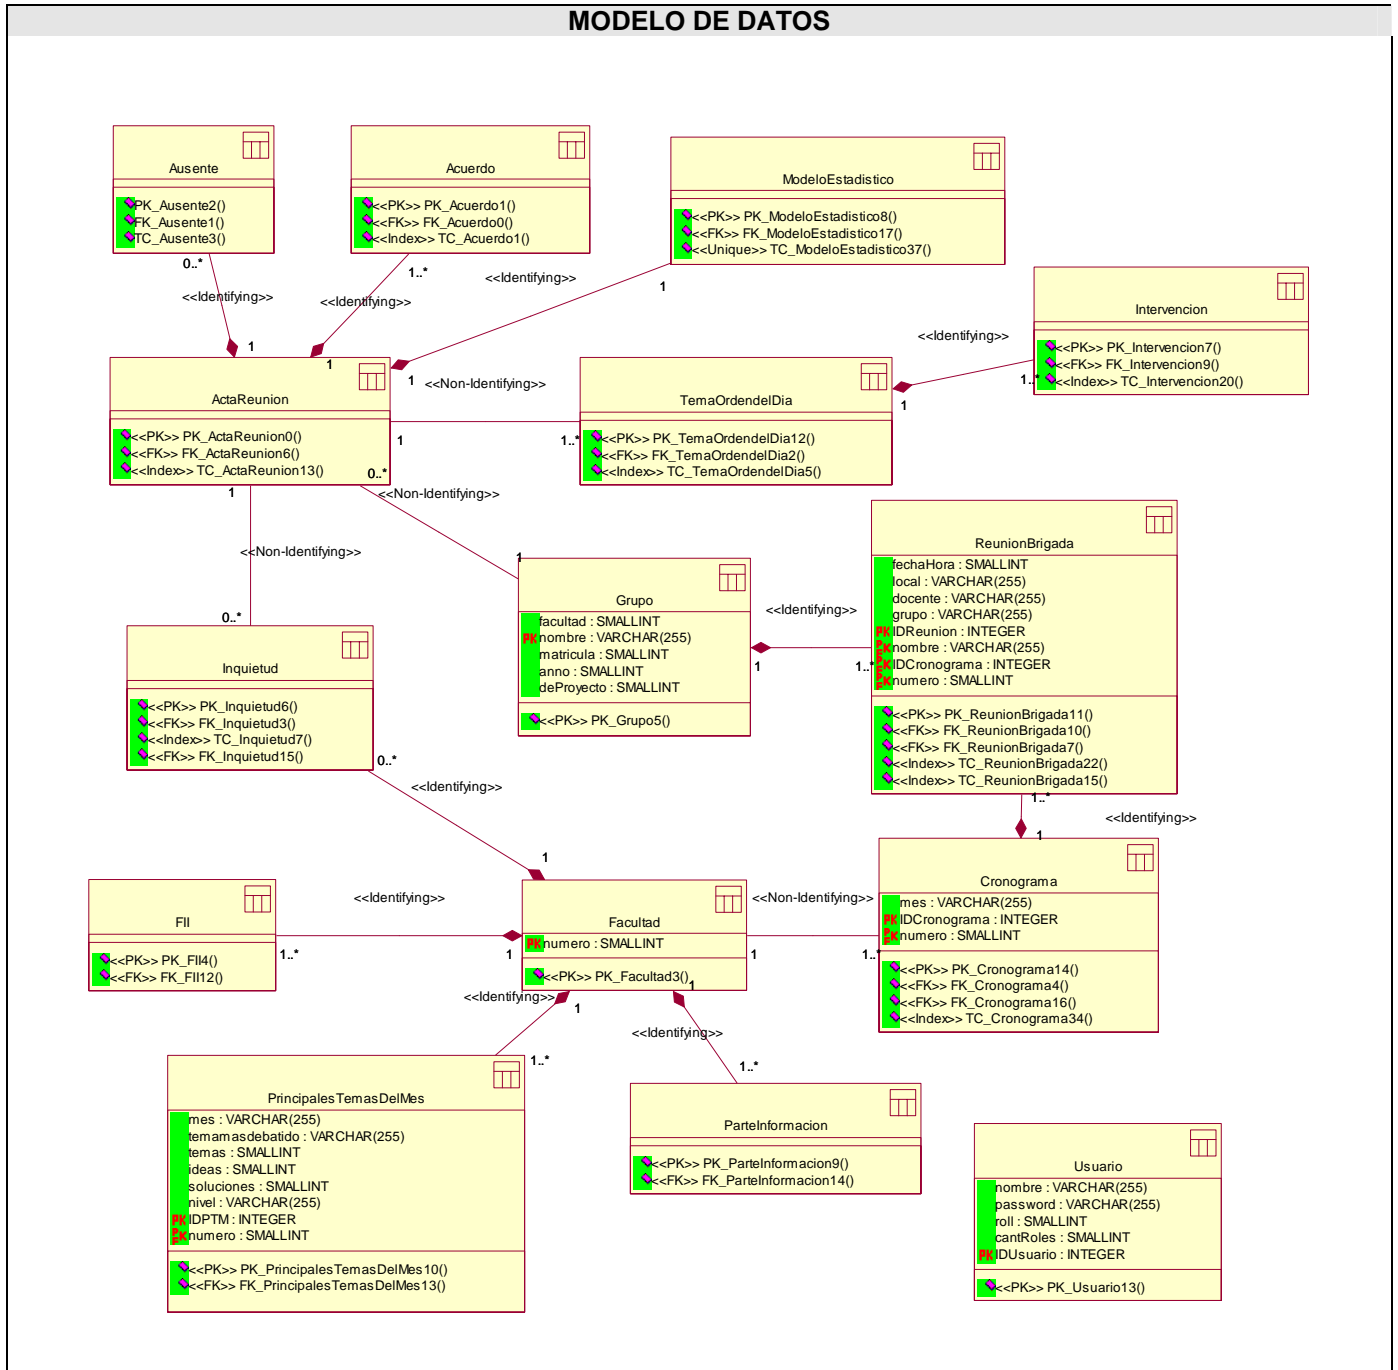 MODELO DE DATOS
Ausente
PK_Ausente2()
FK_Ausente1()
TC_Ausente3()
Acuerdo
<<PK>> PK_Acuerdo1()
<<FK>> FK_Acuerdo0()
<<Index>> TC_Acuerdo1()
ModeloEstadistico
<<PK>> PK_ModeloEstadistico8()
<<FK>> FK_ModeloEstadistico17()
<<Unique>> TC_ModeloEstadistico37()
0..*
1..*
<<Identifying>>
1
<<Identifying>>
<<Identifying>>
Intervencion
<<PK>> PK_Intervencion7()
<<FK>> FK_Intervencion9()
<<Index>> TC_Intervencion20()
<<Identifying>>
1..*
1
1
1
1
ActaReunion
<<PK>> PK_ActaReunion0()
<<FK>> FK_ActaReunion6()
<<Index>> TC_ActaReunion13()
<<Non-Identifying>>
1
1..*
TemaOrdendelDia
<<PK>> PK_TemaOrdendelDia12()
<<FK>> FK_TemaOrdendelDia2()
<<Index>> TC_TemaOrdendelDia5()
0..*
1
<<Non-Identifying>>
<<Non-Identifying>>
1
0..*
Grupo
facultad : SMALLINT
PK nombre : VARCHAR(255)
matricula : SMALLINT
anno : SMALLINT
deProyecto : SMALLINT
<<PK>> PK_Grupo5()
<<Identifying>>
1
1..*
ReunionBrigada
fechaHora : SMALLINT
local : VARCHAR(255)
docente : VARCHAR(255)
grupo : VARCHAR(255)
PK IDReunion : INTEGER
PFK nombre : VARCHAR(255)
PFK IDCronograma : INTEGER
PFK numero : SMALLINT
<<PK>> PK_ReunionBrigada11()
<<FK>> FK_ReunionBrigada10()
<<FK>> FK_ReunionBrigada7()
<<Index>> TC_ReunionBrigada22()
<<Index>> TC_ReunionBrigada15()
Inquietud
<<PK>> PK_Inquietud6()
<<FK>> FK_Inquietud3()
<<Index>> TC_Inquietud7()
<<FK>> FK_Inquietud15()
0..*
<<Identifying>>
1
1..*
<<Identifying>>
1
FII
<<PK>> PK_FII4()
<<FK>> FK_FII12()
<<Identifying>>
1..*
1
Facultad
PK numero : SMALLINT
<<PK>> PK_Facultad3()
<<Non-Identifying>>
1
1..*
Cronograma
mes : VARCHAR(255)
PK IDCronograma : INTEGER
PFK numero : SMALLINT
<<PK>> PK_Cronograma14()
<<FK>> FK_Cronograma4()
<<FK>> FK_Cronograma16()
<<Index>> TC_Cronograma34()
<<Identifying>>
1
1
<<Identifying>>
1..*
1..*
PrincipalesTemasDelMes
mes : VARCHAR(255)
temamasdebatido : VARCHAR(255)
temas : SMALLINT
ideas : SMALLINT
soluciones : SMALLINT
nivel : VARCHAR(255)
PK IDPTM : INTEGER
PFK numero : SMALLINT
<<PK>> PK_PrincipalesTemasDelMes10()
<<FK>> FK_PrincipalesTemasDelMes13()
ParteInformacion
<<PK>> PK_ParteInformacion9()
<<FK>> FK_ParteInformacion14()
Usuario
nombre : VARCHAR(255)
password : VARCHAR(255)
roll : SMALLINT
cantRoles : SMALLINT
PK IDUsuario : INTEGER
<<PK>> PK_Usuario13()